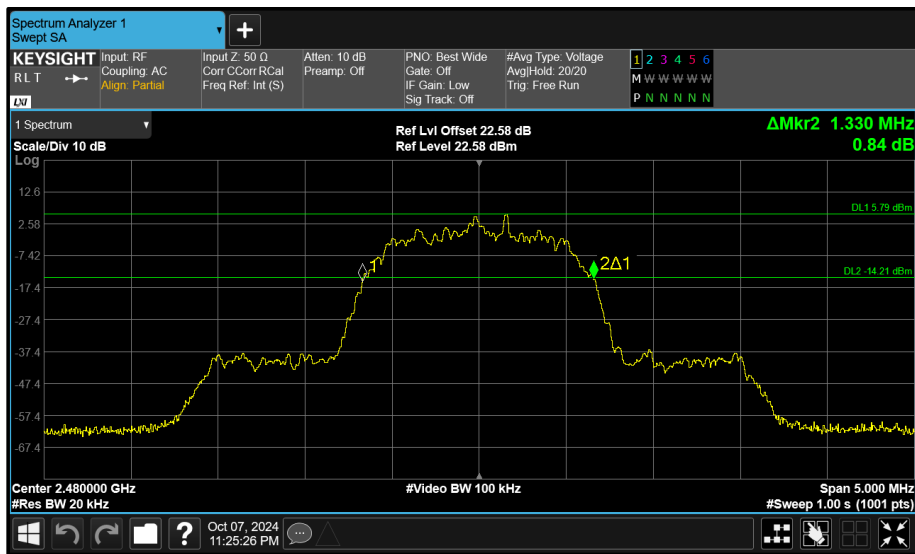 Spectrum Analyzer 1
Swept SA
KEYSIGHT
R L T
LXI
Input: RF
Coupling: AC
Align: Partial
Input Z: 50 Ω
Corr CCorr RCal
Freq Ref: Int (S)
Atten: 10 dB
Preamp: Off
PNO: Best Wide
Gate: Off
IF Gain: Low
Sig Track: Off
#Avg Type: Voltage
Avg|Hold: 20/20
Trig: Free Run
1 2 3 4 5 6
M W W W W W
P N N N N N
1 Spectrum
Scale/Div 10 dB
Log
Ref Lvl Offset 22.58 dB
Ref Level 22.58 dBm
ΔMkr2 1.330 MHz
0.84 dB
12.6
DL1 5.79 dBm
2.58
-7.42
1
2Δ1
DL2 -14.21 dBm
-17.4
-27.4
-37.4
-47.4
-57.4
-67.4
Center 2.480000 GHz
#Video BW 100 kHz
Span 5.000 MHz
#Res BW 20 kHz
#Sweep 1.00 s (1001 pts)
?
Oct 07, 2024
11:25:26 PM